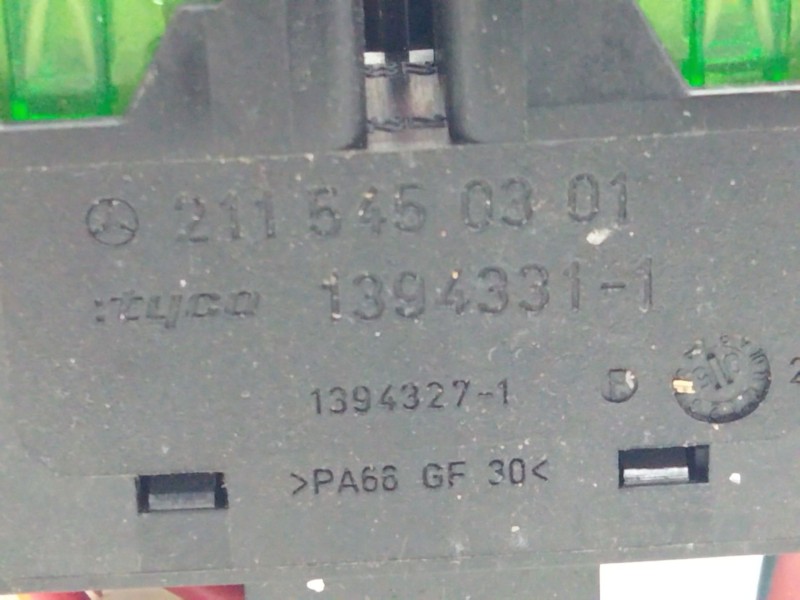 211 545 03 01
tyco 1394331-1
1394327-1
>PA66 GF 30<